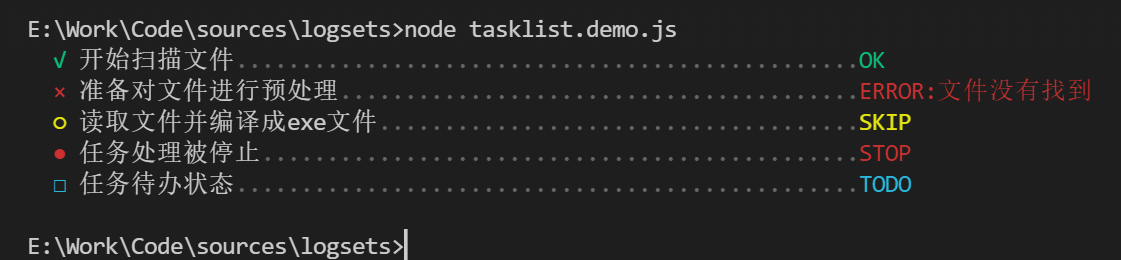 E:\Work\Code\sources\logsets>node tasklist.demo.js
√ 开始扫描文件................................................OK
× 准备对文件进行预处理........................................ERROR:文件没有找到
○ 读取文件并编译成exe文件.....................................SKIP
● 任务处理被停止..............................................STOP
□ 任务待办状态................................................TODO
E:\Work\Code\sources\logsets>